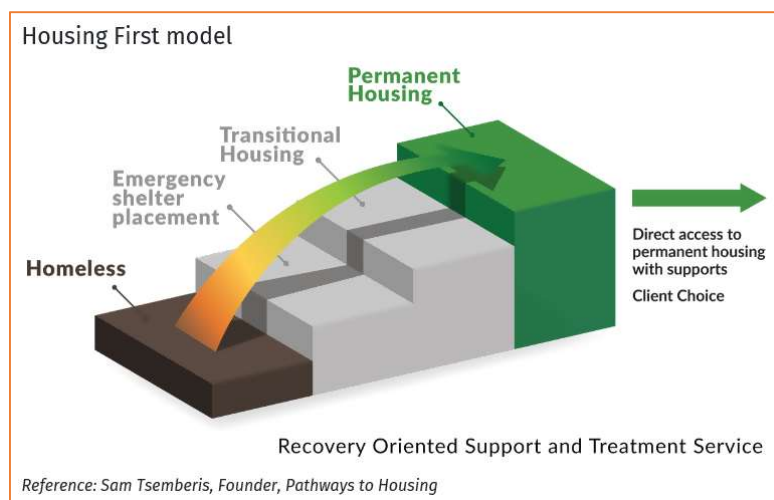 Housing First model
Permanent
Housing
Transitional
Housing
Emergency
shelter
placement
Homeless
Direct access to
permanent housing
with supports
Client Choice
Recovery Oriented Support and Treatment Service
Reference: Sam Tsemberis, Founder, Pathways to Housing